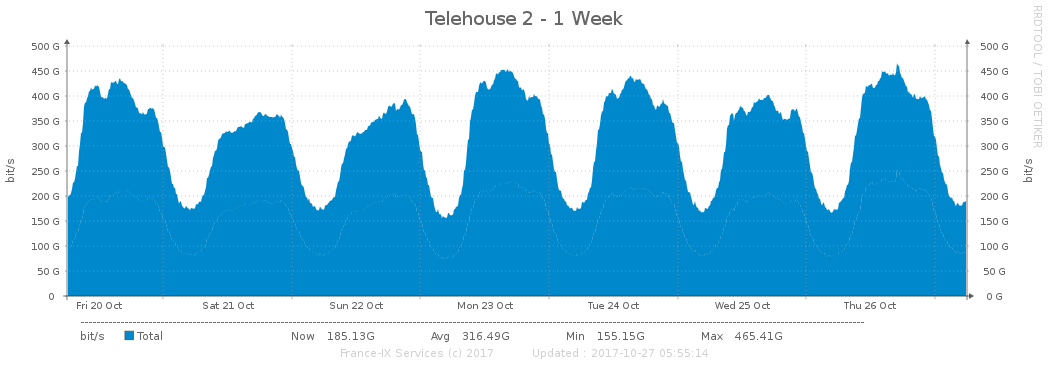 Telehouse 2 - 1 Week
RRDTOOL / TOBI OETIKER
bit/s
500 G 500 G
450 G 450 G
400 G 400 G
350 G 350 G
300 G 300 G
250 G 250 G
200 G 200 G
150 G 150 G
100 G 100 G
50 G 50 G
0 0 G
bit/s
Fri 20 Oct Sat 21 Oct Sun 22 Oct Mon 23 Oct Tue 24 Oct Wed 25 Oct Thu 26 Oct
bit/s Total Now 185.13G Avg 316.49G Min 155.15G Max 465.41G
France-IX Services (c) 2017 Updated : 2017-10-27 05:55:14